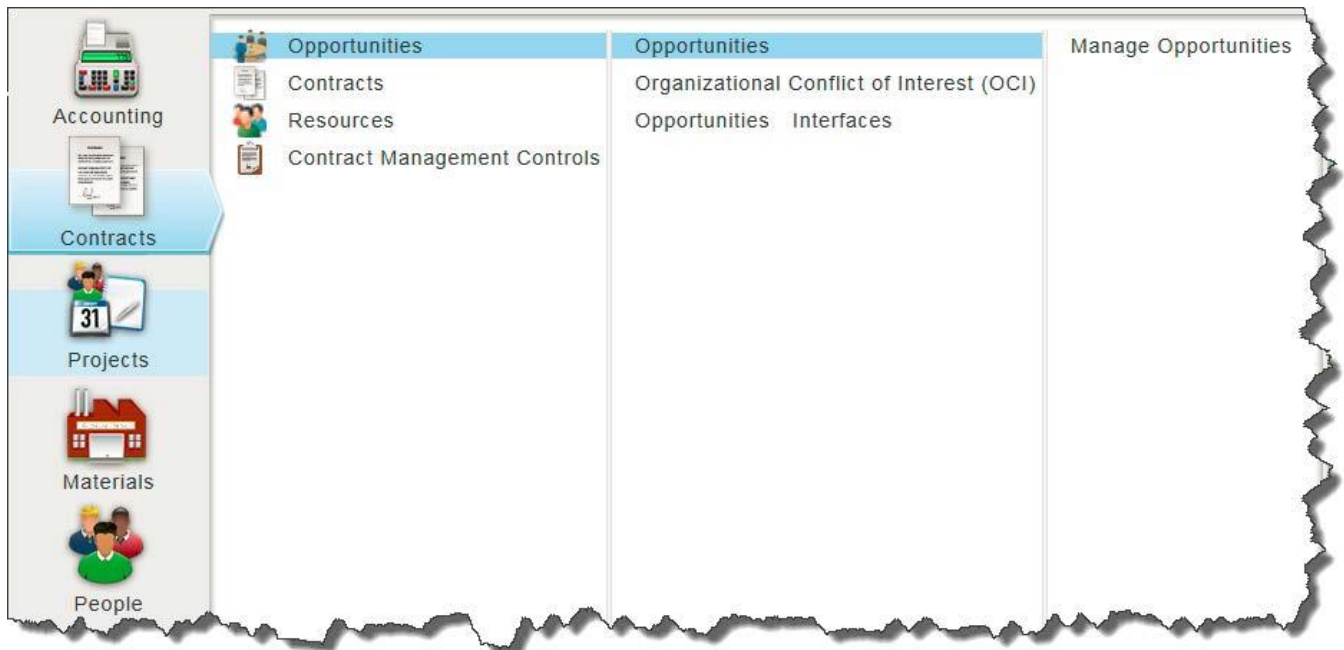 Accounting
Contracts
31
Projects
Materials
People
Opportunities
Contracts
Resources
Contract Management Controls
Opportunities
Organizational Conflict of Interest (OCI)
Opportunities Interfaces
Manage Opportunities